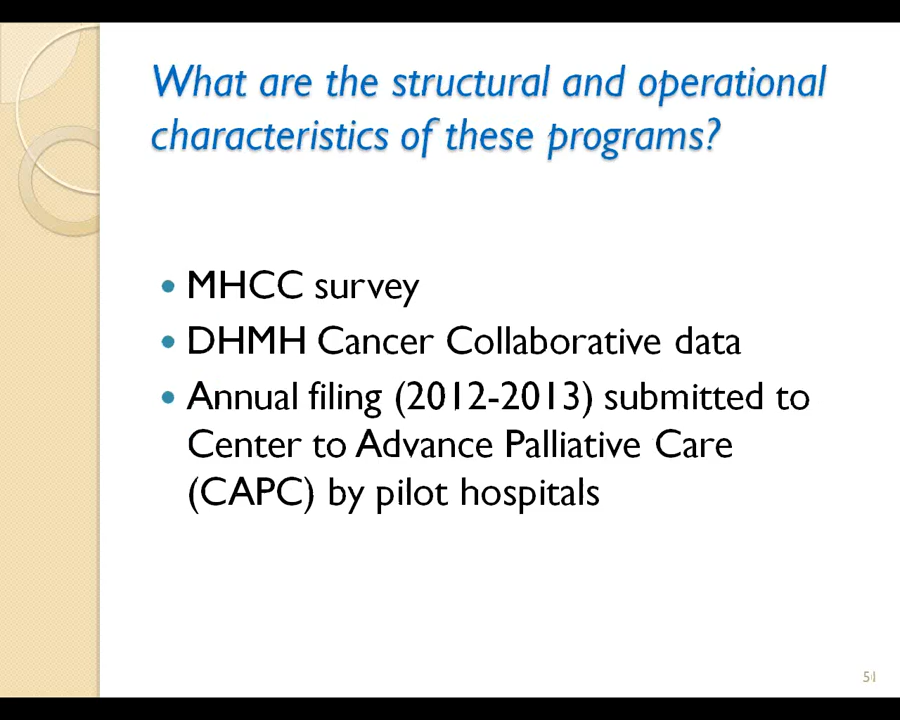 What are the structural and operational
characteristics of these programs?
• MHCC survey
• DHMH Cancer Collaborative data
• Annual filing (2012-2013) submitted to
Center to Advance Palliative Care
(CAPC) by pilot hospitals